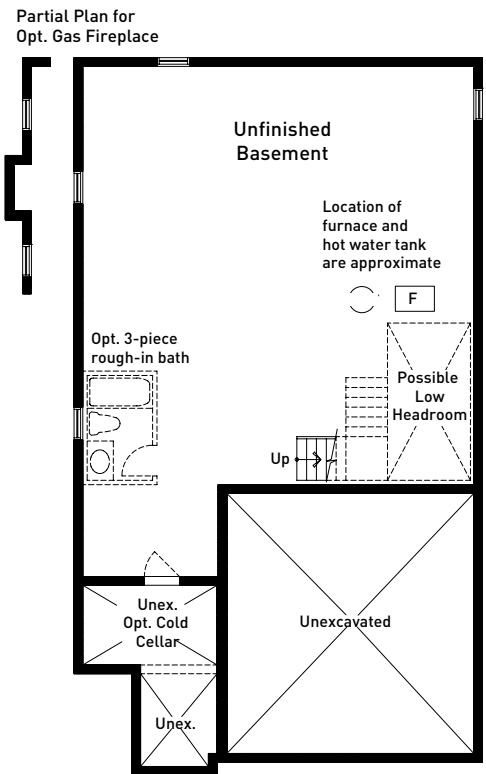 Partial Plan for
Opt. Gas Fireplace
Unfinished
Basement
Location of
furnace and
hot water tank
are approximate
F
Opt. 3-piece
rough-in bath
Possible
Low
Headroom
Up
Unex.
Opt. Cold
Cellar
Unexcavated
Unex.